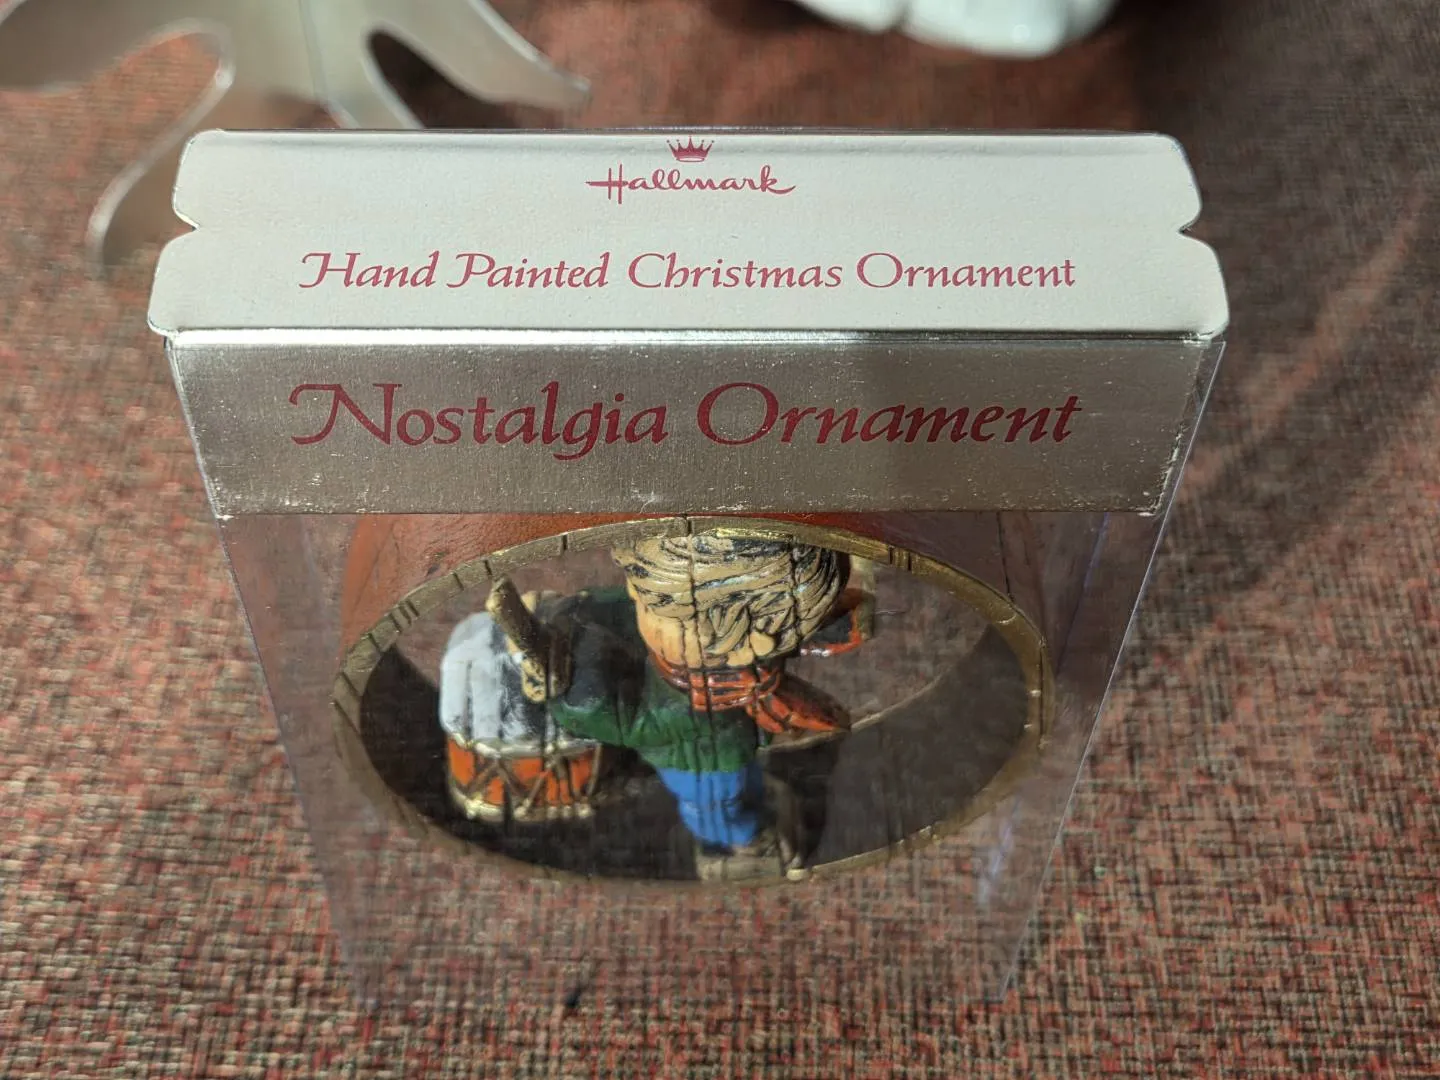 Hallmark
Hand Painted Christmas Ornament
Nostalgia Ornament